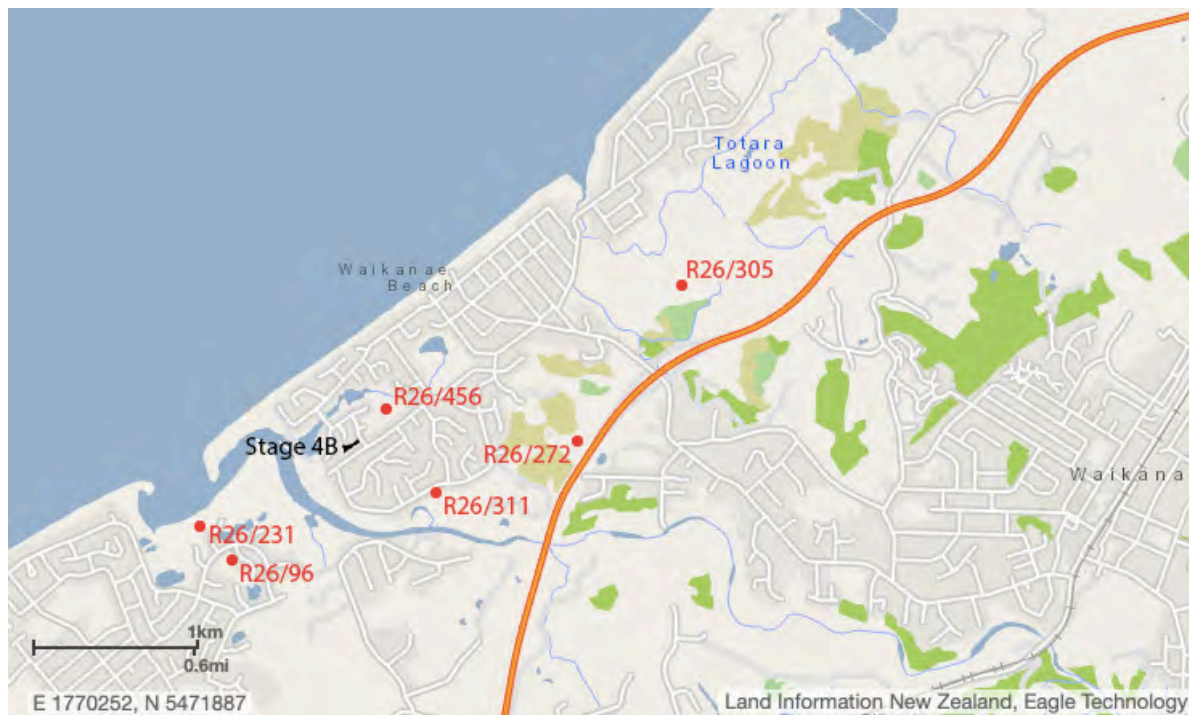 Totara
Lagoon
Waikanae
Beach
R26/305
R26/456
Stage 4B
R26/272
Waikana
R26/311
R26/231
R26/96
1km
0.6mi
E 1770252, N 5471887
Land Information New Zealand, Eagle Technology